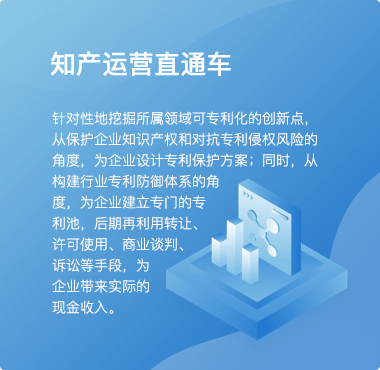 知产运营直通车
针对性地挖掘所属领域可专利化的创新点，
从保护企业知识产权和对抗专利侵权风险的
角度，为企业设计专利保护方案；同时，从
构建行业专利防御体系的角
度，为企业建立专门的专
利池，后期再利用转让、
许可使用、商业谈判、
诉讼等手段，为
企业带来实际的
现金收入。